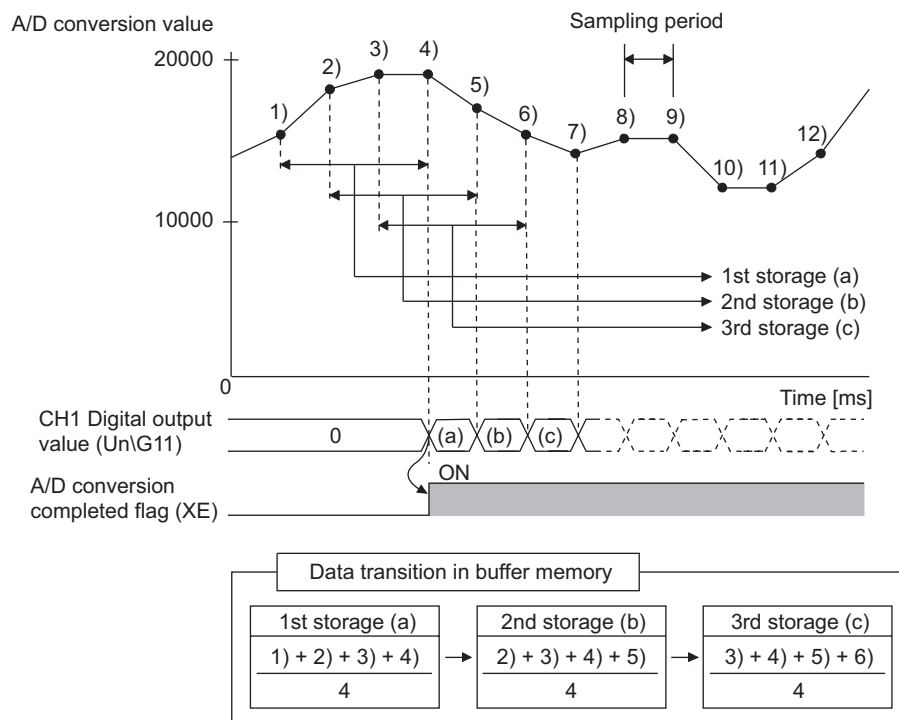 A/D conversion value
Sampling period
20000
10000
0
1)
2)
3)
4)
5)
6)
7)
8)
9)
10)
11)
12)
1st storage (a)
2nd storage (b)
3rd storage (c)
Time [ms]
CH1 Digital output
value (Un\G11)
0
(a)
(b)
(c)
ON
A/D conversion
completed flag (XE)
Data transition in buffer memory
1st storage (a)
1) + 2) + 3) + 4)
4
2nd storage (b)
2) + 3) + 4) + 5)
4
3rd storage (c)
3) + 4) + 5) + 6)
4